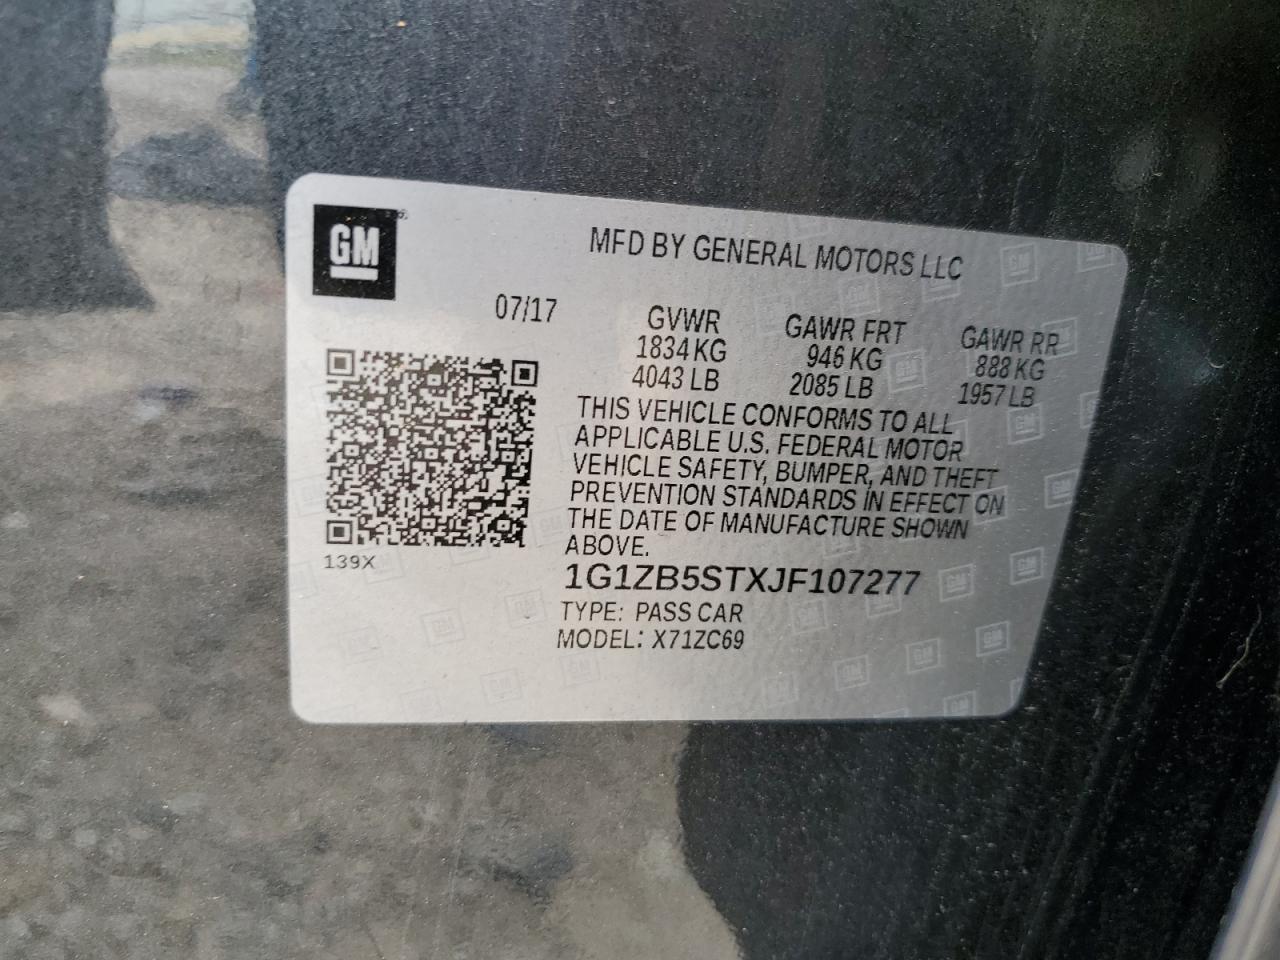 GM
MFD BY GENERAL MOTORS LLC
07/17
GVWR
1834 KG
4043 LB
GAWR FRT
946 KG
2085 LB
GAWR RR
888 KG
1957 LB
THIS VEHICLE CONFORMS TO ALL
APPLICABLE U.S. FEDERAL MOTOR
VEHICLE SAFETY, BUMPER, AND THEFT
PREVENTION STANDARDS IN EFFECT ON
THE DATE OF MANUFACTURE SHOWN
ABOVE.
139X
1G1ZB5STXJF107277
TYPE: PASS CAR
MODEL: X71ZC69